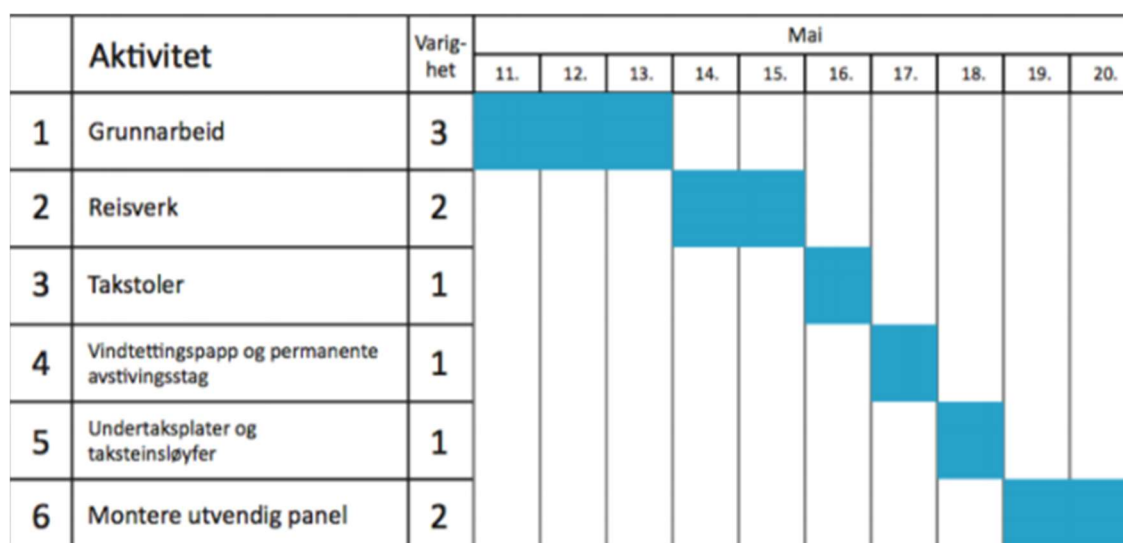 Aktivitet
Varig-
het
Mai
11. 12. 13. 14. 15. 16. 17. 18. 19. 20.
1 Grunnarbeid 3
2 Reisverk 2
3 Takstoler 1
4 Vindtettingspapp og permanente
avstivingsstag 1
5 Undertaksplater og
taksteinsløyfer 1
6 Montere utvendig panel 2